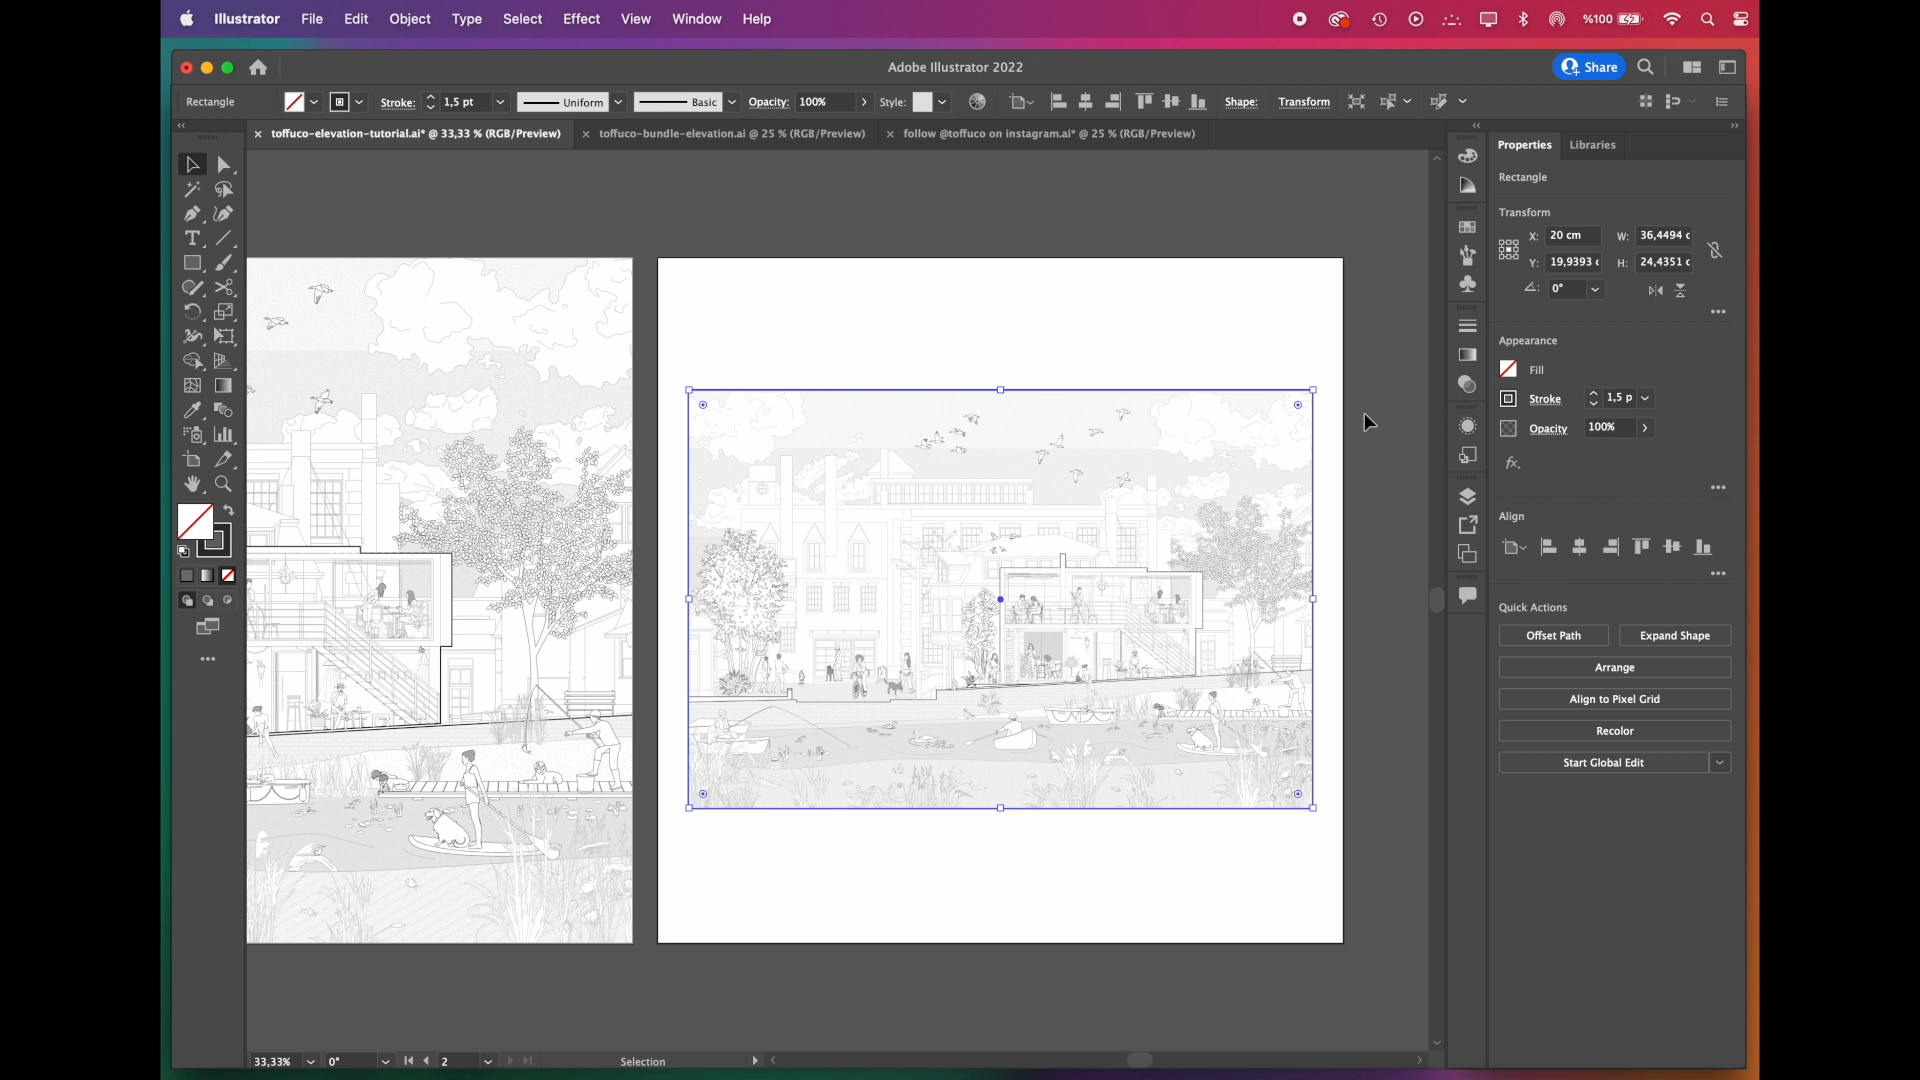 Illustrator File Edit Object Type Select Effect View Window Help %100
Adobe Illustrator 2022 Share
Rectangle Stroke: 1,5 pt Uniform Basic Opacity: 100% Style: Shape: Transform
× toffuco-elevation-tutorial.ai* @ 33,33 % (RGB/Preview) × toffuco-bundle-elevation.ai @ 25 % (RGB/Preview) × follow @toffuco on instagram.ai* @ 25 % (RGB/Preview)
Properties Libraries
Rectangle
Transform
X: 20 cm W: 36,4494 c
Y: 19,9393 c H: 24,4351 c
0°
Appearance
Fill
Stroke 1,5 p
Opacity 100%
fx.
Align
Quick Actions
Offset Path Expand Shape
Arrange
Align to Pixel Grid
Recolor
Start Global Edit
33,33% 0° 2 Selection